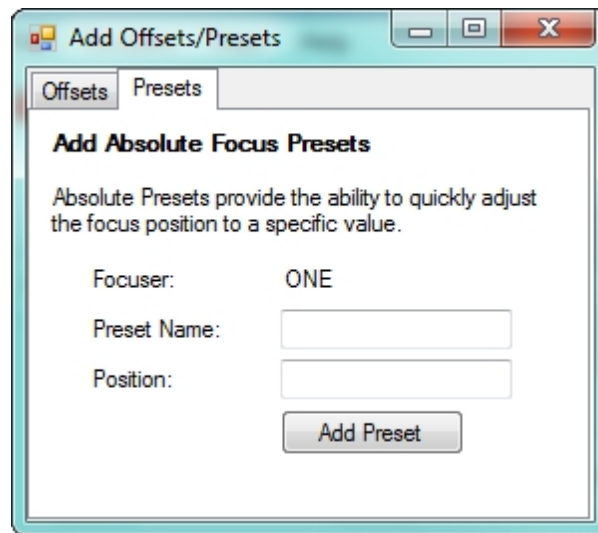 Add Offsets/Presets
Offsets Presets
Add Absolute Focus Presets
Absolute Presets provide the ability to quickly adjust
the focus position to a specific value.
Focuser: ONE
Preset Name:
Position:
Add Preset